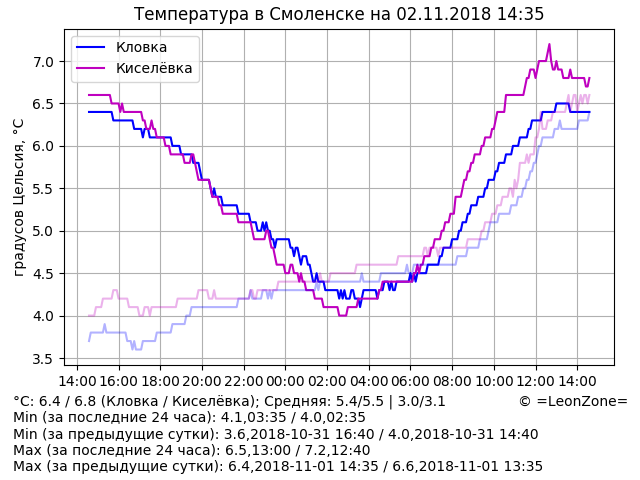 Температура в Смоленске на 02.11.2018 14:35
Кловка
Киселёвка
градусов Цельсия, °C
7.0
6.5
6.0
5.5
5.0
4.5
4.0
3.5
14:00 16:00 18:00 20:00 22:00 00:00 02:00 04:00 06:00 08:00 10:00 12:00 14:00
°C: 6.4 / 6.8 (Кловка / Киселёвка); Средняя: 5.4/5.5 | 3.0/3.1 © =LeonZone=
Min (за последние 24 часа): 4.1,03:35 / 4.0,02:35
Min (за предыдущие сутки): 3.6,2018-10-31 16:40 / 4.0,2018-10-31 14:40
Max (за последние 24 часа): 6.5,13:00 / 7.2,12:40
Max (за предыдущие сутки): 6.4,2018-11-01 14:35 / 6.6,2018-11-01 13:35